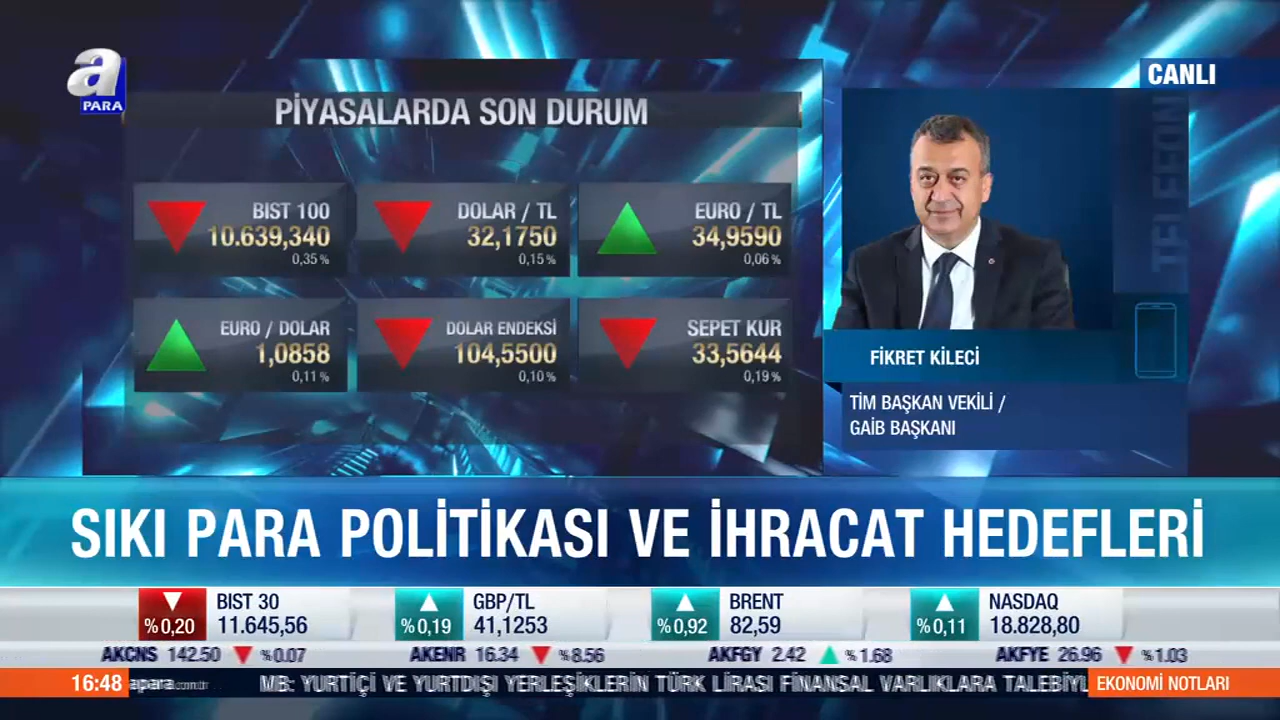 a
PARA
CANLI
PİYASALARDA SON DURUM
BIST 100
10.639,340
0,35 %
DOLAR / TL
32,1750
0,15 %
EURO / TL
34,9590
0,06 %
EURO / DOLAR
1,0858
0,11 %
DOLAR ENDEKSİ
104,5500
0,10 %
SEPET KUR
33,5644
0,19 %
TELEFON
FİKRET KİLECİ
TİM BAŞKAN VEKİLİ /
GAİB BAŞKANI
SIKI PARA POLİTİKASI VE İHRACAT HEDEFLERİ
% 0,20
BIST 30
11.645,56
% 0,19
GBP/TL
41,1253
% 0,92
BRENT
82,59
% 0,11
NASDAQ
18.828,80
AKCNS 142.50 % 0.07
AKENR 16.34 % 8.56
AKFGY 2.42 % 1.68
AKFYE 26.96 % 1.03
16:48
MB: YURTİÇİ VE YURTDIŞI YERLEŞİKLERİN TÜRK LİRASI FİNANSAL VARLIKLARA
EKONOMİ NOTLARI